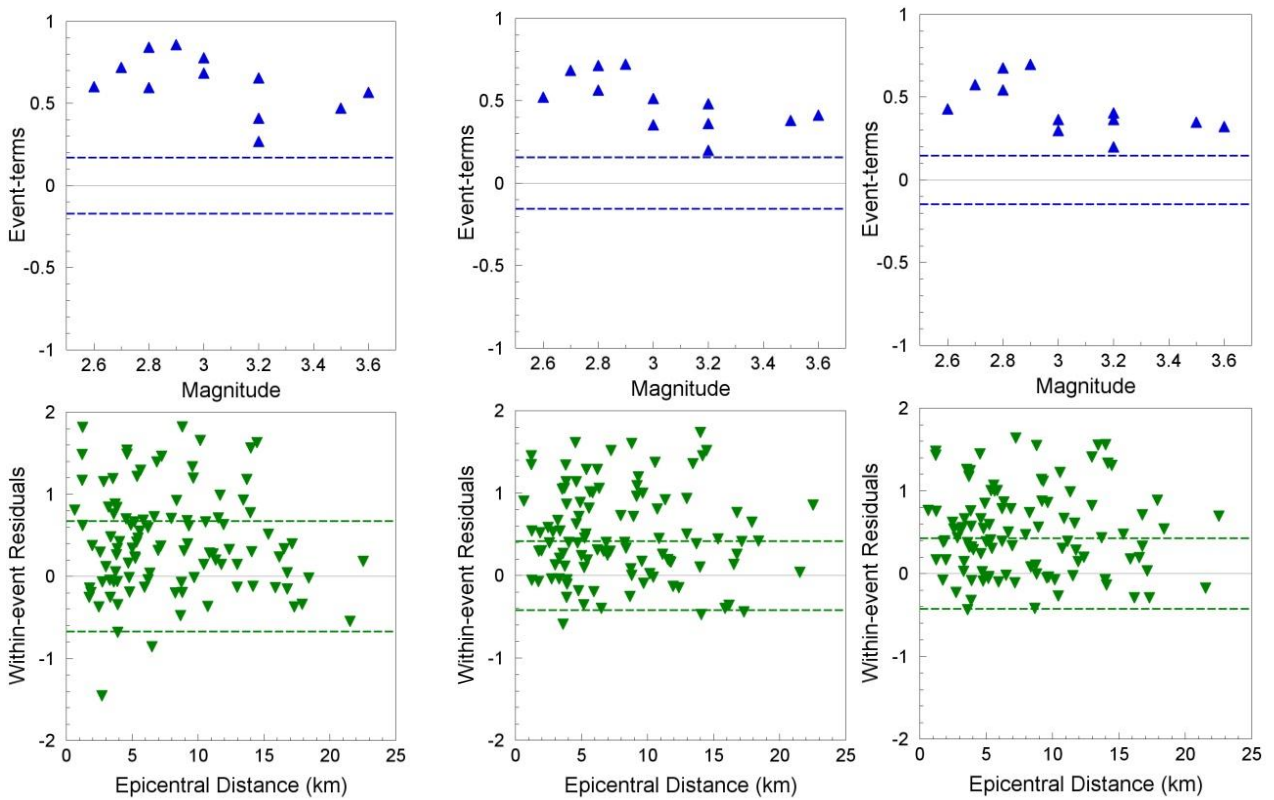 1
0.5
0
-0.5
-1
Event-terms
2.6 2.8 3 3.2 3.4 3.6
Magnitude
1
0.5
0
-0.5
-1
Event-terms
2.6 2.8 3 3.2 3.4 3.6
Magnitude
1
0.5
0
-0.5
-1
Event-terms
2.6 2.8 3 3.2 3.4 3.6
Magnitude
2
1
0
-1
-2
Within-event Residuals
0 5 10 15 20 25
Epicentral Distance (km)
2
1
0
-1
-2
Within-event Residuals
0 5 10 15 20 25
Epicentral Distance (km)
2
1
0
-1
-2
Within-event Residuals
0 5 10 15 20 25
Epicentral Distance (km)